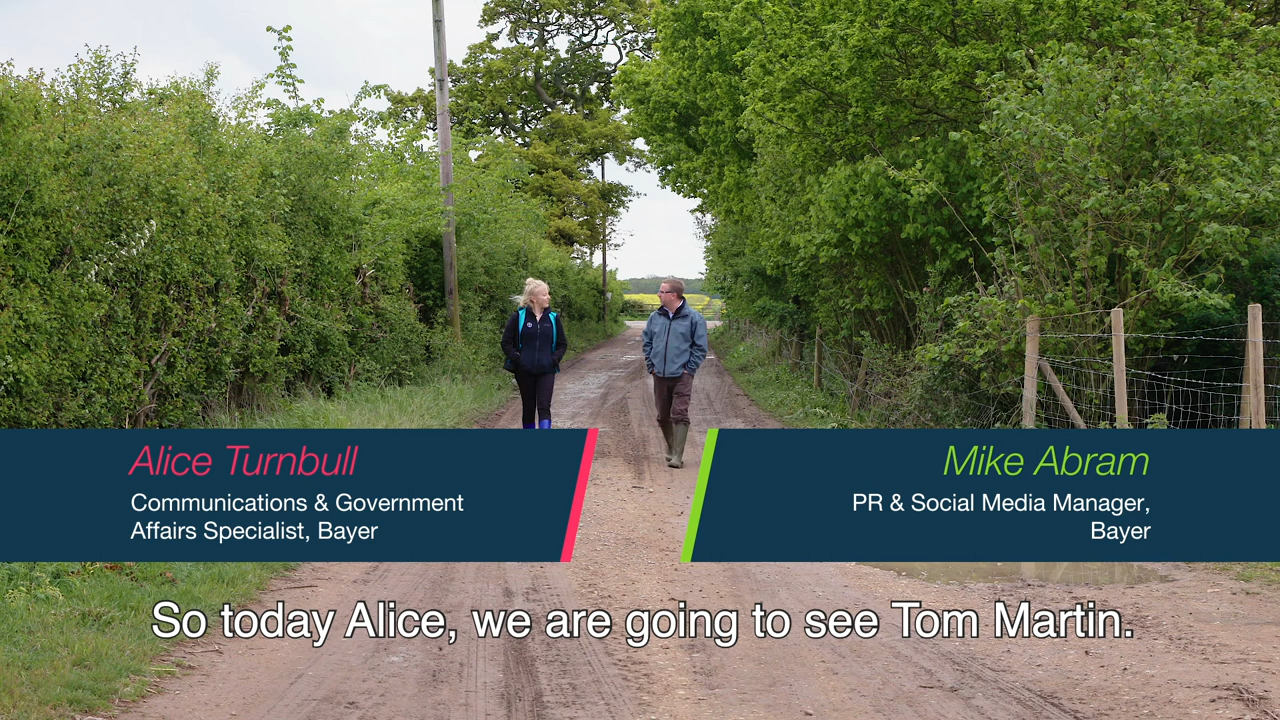 Alice Turnbull
Communications & Government
Affairs Specialist, Bayer
Mike Abram
PR & Social Media Manager,
Bayer
So today Alice, we are going to see Tom Martin.